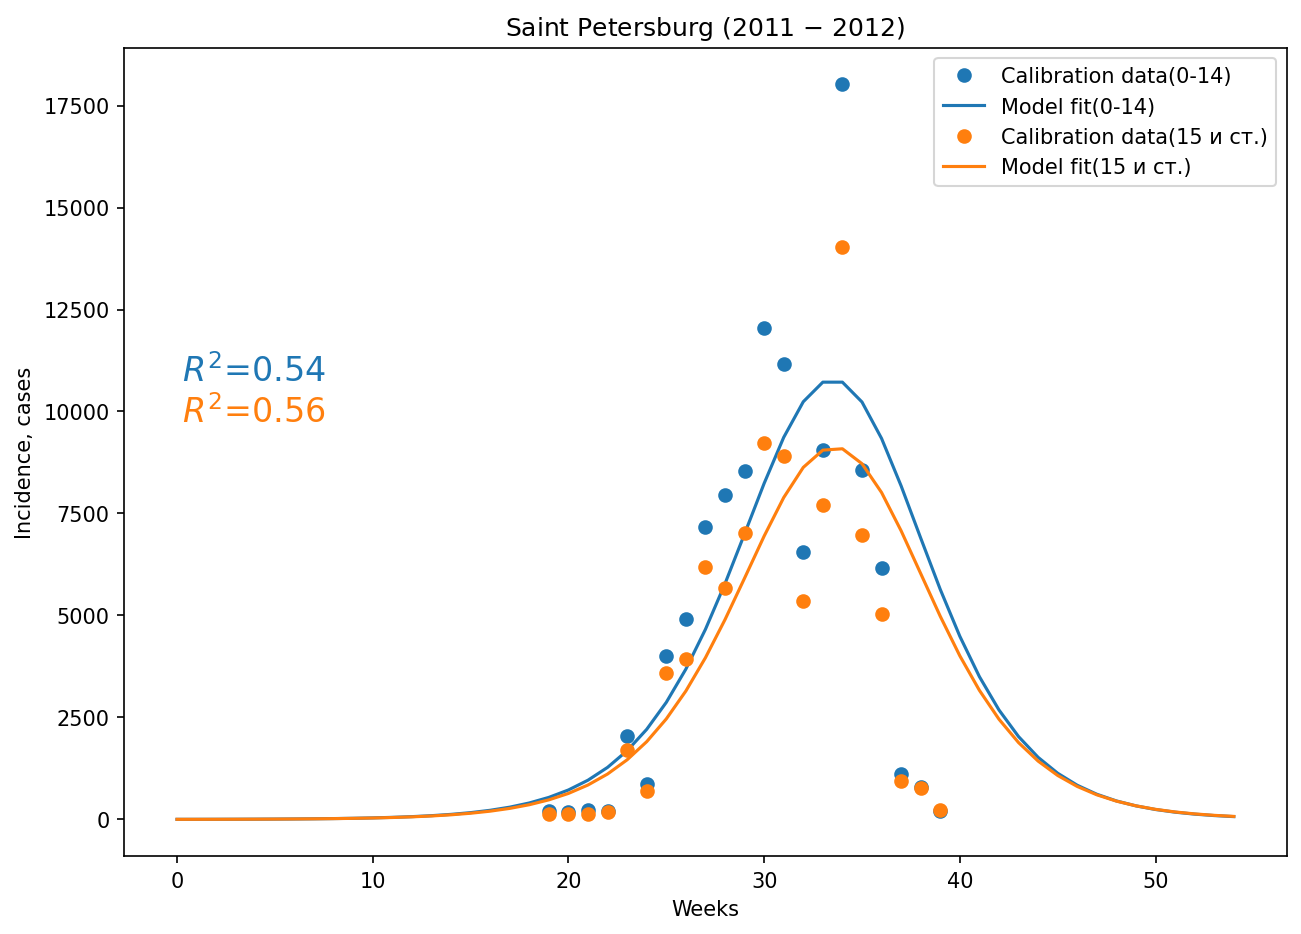 Saint Petersburg (2011 − 2012)
Calibration data(0-14)
Model fit(0-14)
Calibration data(15 и ст.)
Model fit(15 и ст.)
R²=0.54
R²=0.56
Incidence, cases
17500
15000
12500
10000
7500
5000
2500
0
0 10 20 30 40 50
Weeks